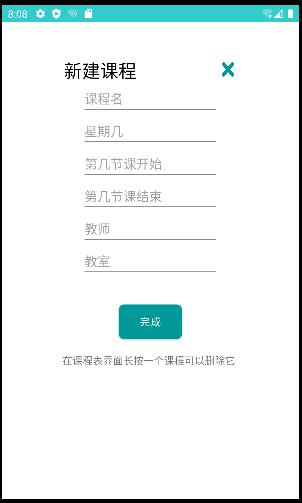 8:08
新建课程
课程名
星期几
第几节课开始
第几节课结束
教师
教室
完成
在课程表界面长按一个课程可以删除它